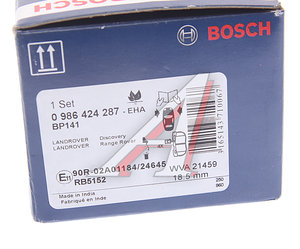 BOSCH
1 Set
0 986 424 287 - EHA
BP141
LANDROVER Discovery
LANDROVER Range Rover
E11 90R-02A01184/24645 WVA 21459
RB5152 18.5 mm
Made in India
Fabriqué en Inde